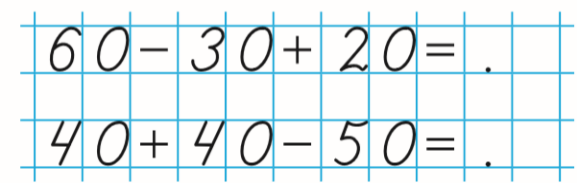 60-30+20= .
40+40-50= .